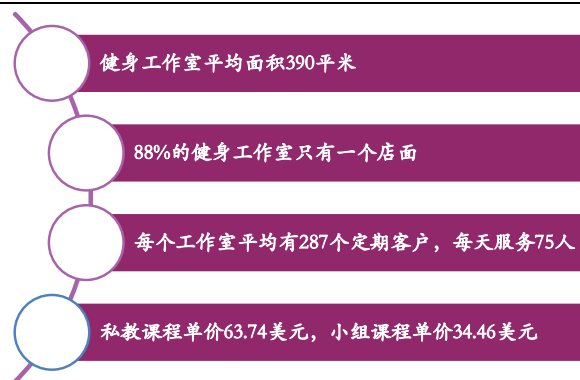 健身工作室平均面积390平米
88%的健身工作室只有一个店面
每个工作室平均有287个定期客户，每天服务75人
私教课程单价63.74美元，小组课程单价34.46美元